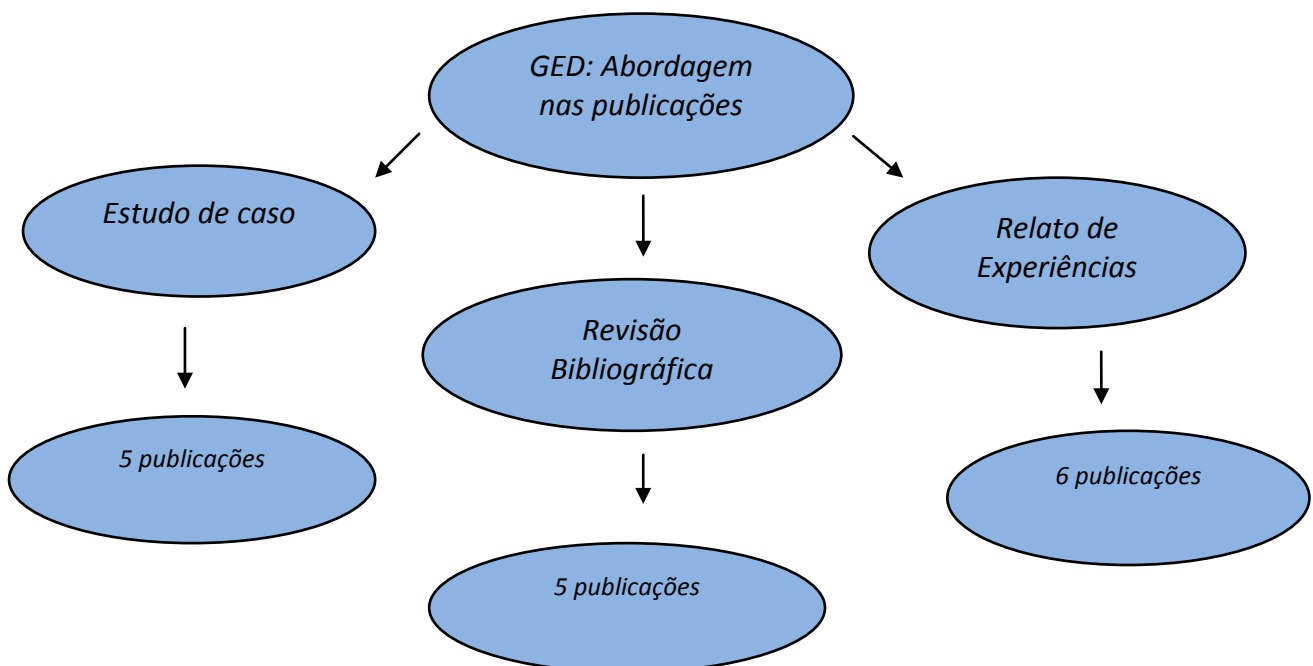 GED: Abordagem
nas publicações
Estudo de caso
Relato de
Experiências
Revisão
Bibliográfica
5 publicações
6 publicações
5 publicações